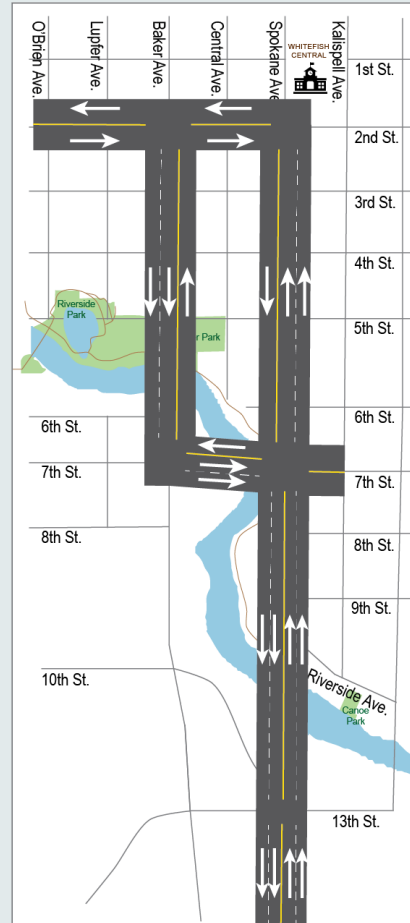 O'Brien Ave.
Lupfer Ave.
Baker Ave.
Central Ave.
Spokane Ave.
Kalispell Ave.
WHITEFISH
CENTRAL
1st St.
2nd St.
3rd St.
4th St.
5th St.
Riverside
Park
r Park
6th St.
6th St.
7th St.
7th St.
8th St.
8th St.
9th St.
10th St.
Riverside Ave.
Canoe
Park
13th St.